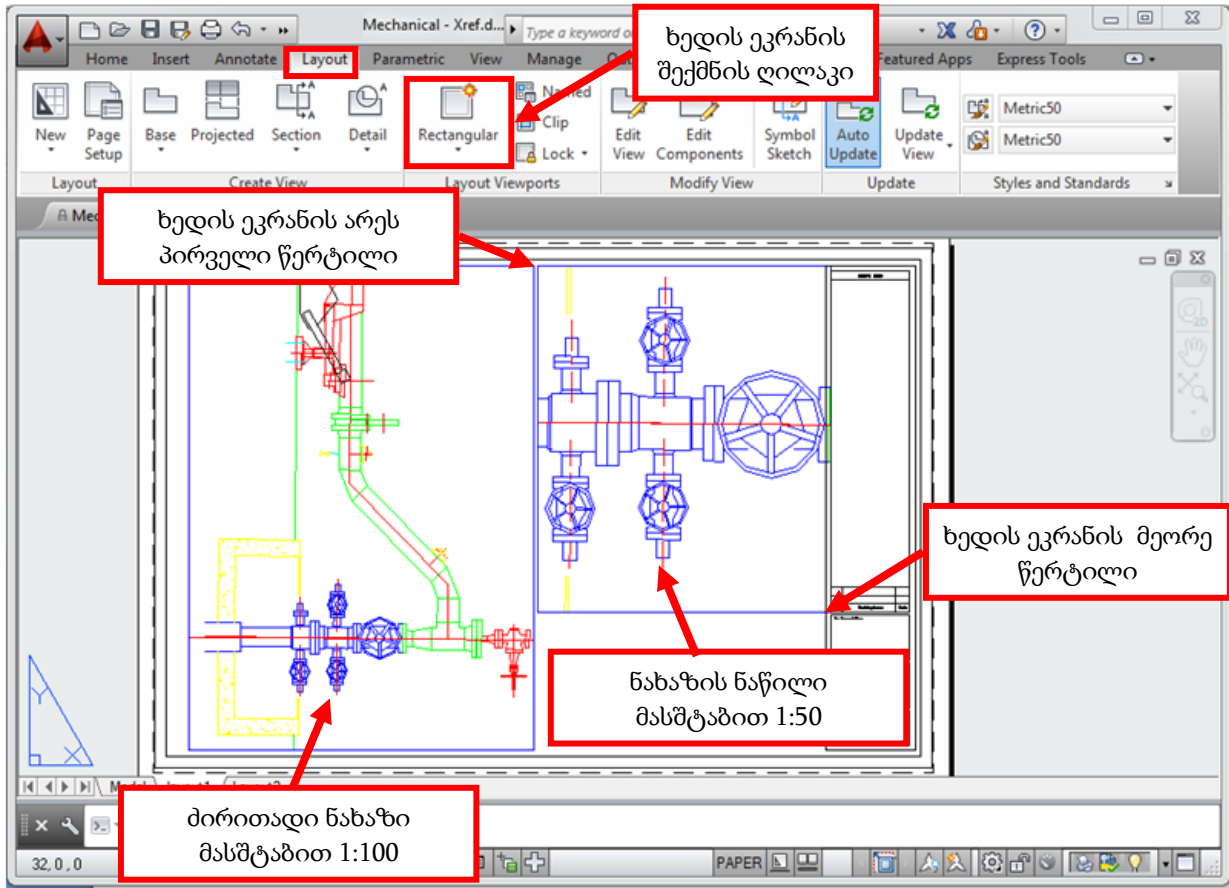 Mechanical - Xref.d...
Type a keyword o
ხედის ეკრანის
შექმნის ღილაკი
Home Insert Annotate Layout Parametric View Manage Featured Apps Express Tools
New
Page
Setup
Layout
Base
Projected
Section
Detail
Create View
Rectangular
Named
Clip
Lock
Layout Viewports
Edit
View
Edit
Components
Symbol
Sketch
Modify View
Auto
Update
Update
View
Update
Metric50
Metric50
Styles and Standards
ხედის ეკრანის არეს
პირველი წერტილი
2D
ხედის ეკრანის მეორე
წერტილი
ნახაზის ნაწილი
მასშტაბით 1:50
Y
X
ძირითადი ნახაზი
მასშტაბით 1:100
32, 0 , 0
PAPER